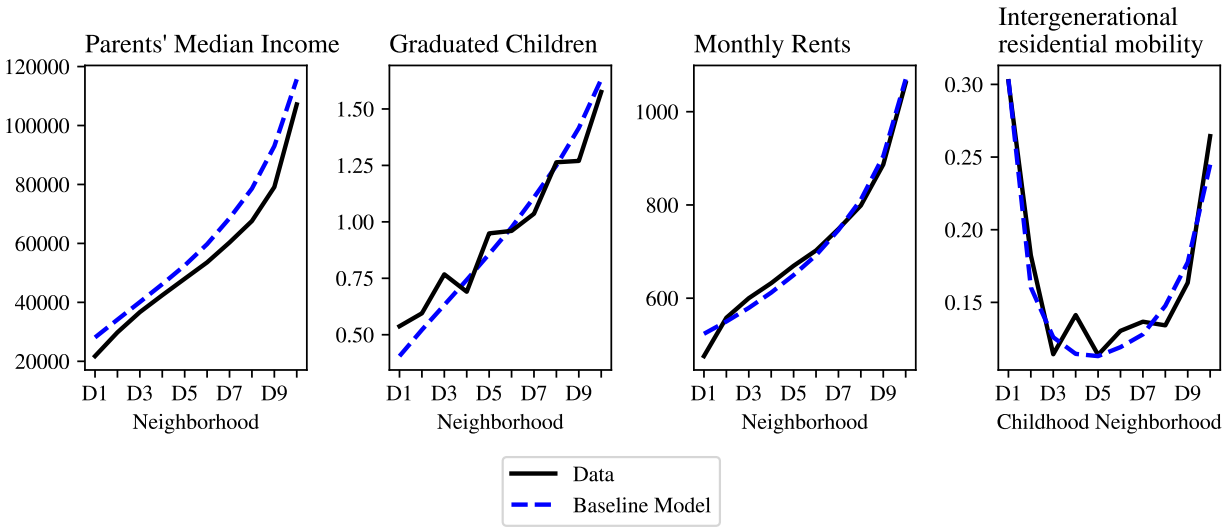 Parents' Median Income
120000
100000
80000
60000
40000
20000
D1 D3 D5 D7 D9
Neighborhood
Graduated Children
1.50
1.25
1.00
0.75
0.50
D1 D3 D5 D7 D9
Neighborhood
Monthly Rents
1000
800
600
D1 D3 D5 D7 D9
Neighborhood
Intergenerational
residential mobility
0.30
0.25
0.20
0.15
D1 D3 D5 D7 D9
Childhood Neighborhood
Data
Baseline Model